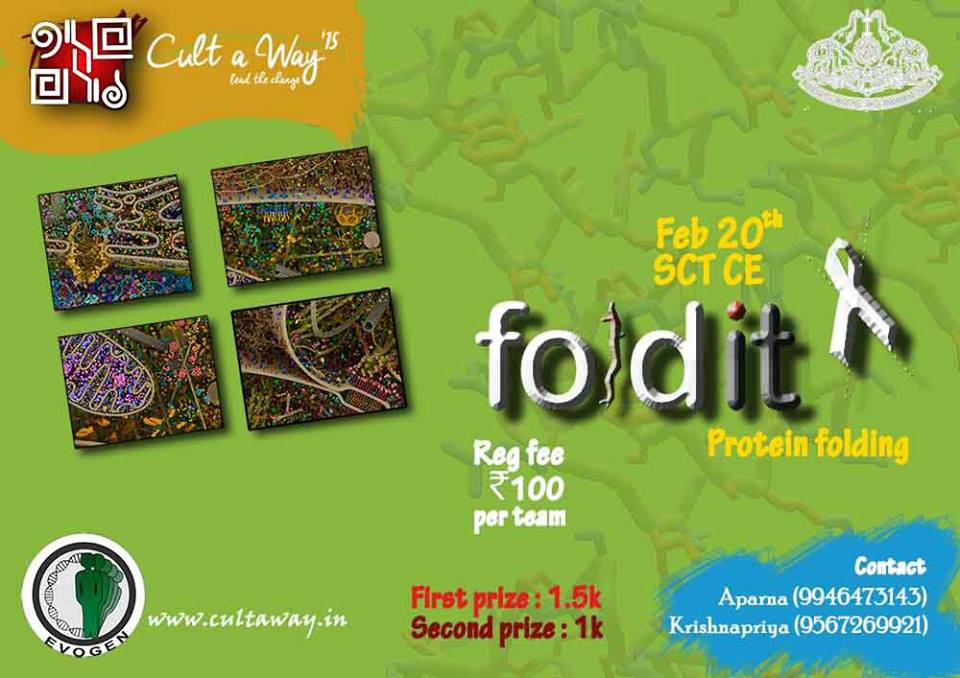 Cult a Way '15
lead the change
Feb 20th
SCT CE
foldit
Protein folding
Reg fee
₹100
per team
First prize : 1.5k
Second prize : 1k
Contact
Aparna (9946473143)
Krishnapriya (9567269921)
EVOGEN
www.cultaway.in